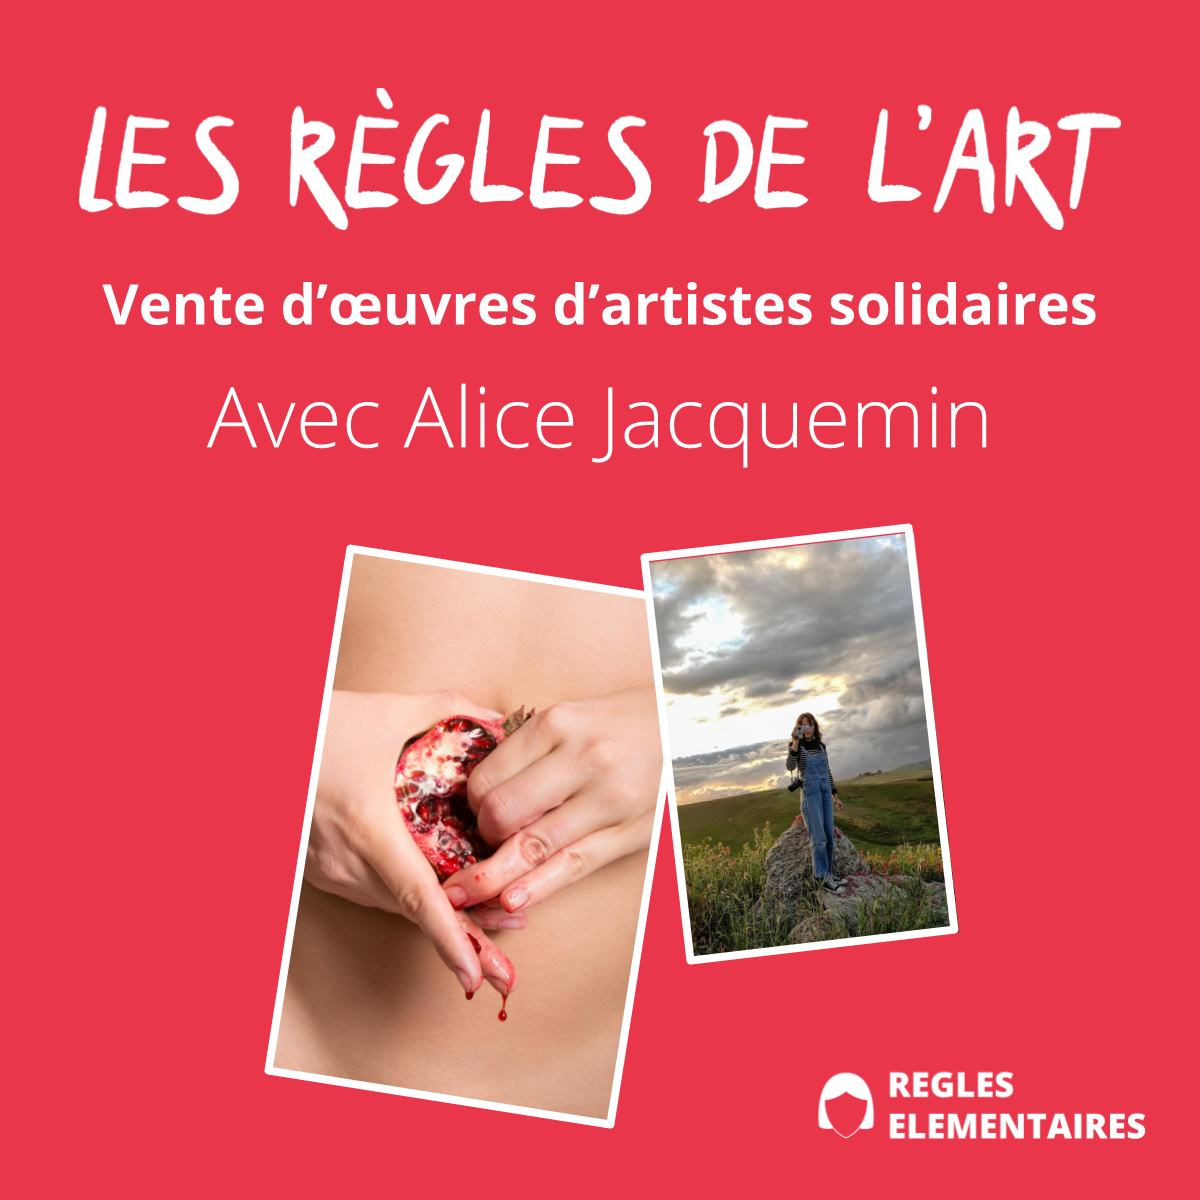 LES RÈGLES DE L'ART
Vente d’œuvres d’artistes solidaires
Avec Alice Jacquemin
REGLES
ELEMENTAIRES